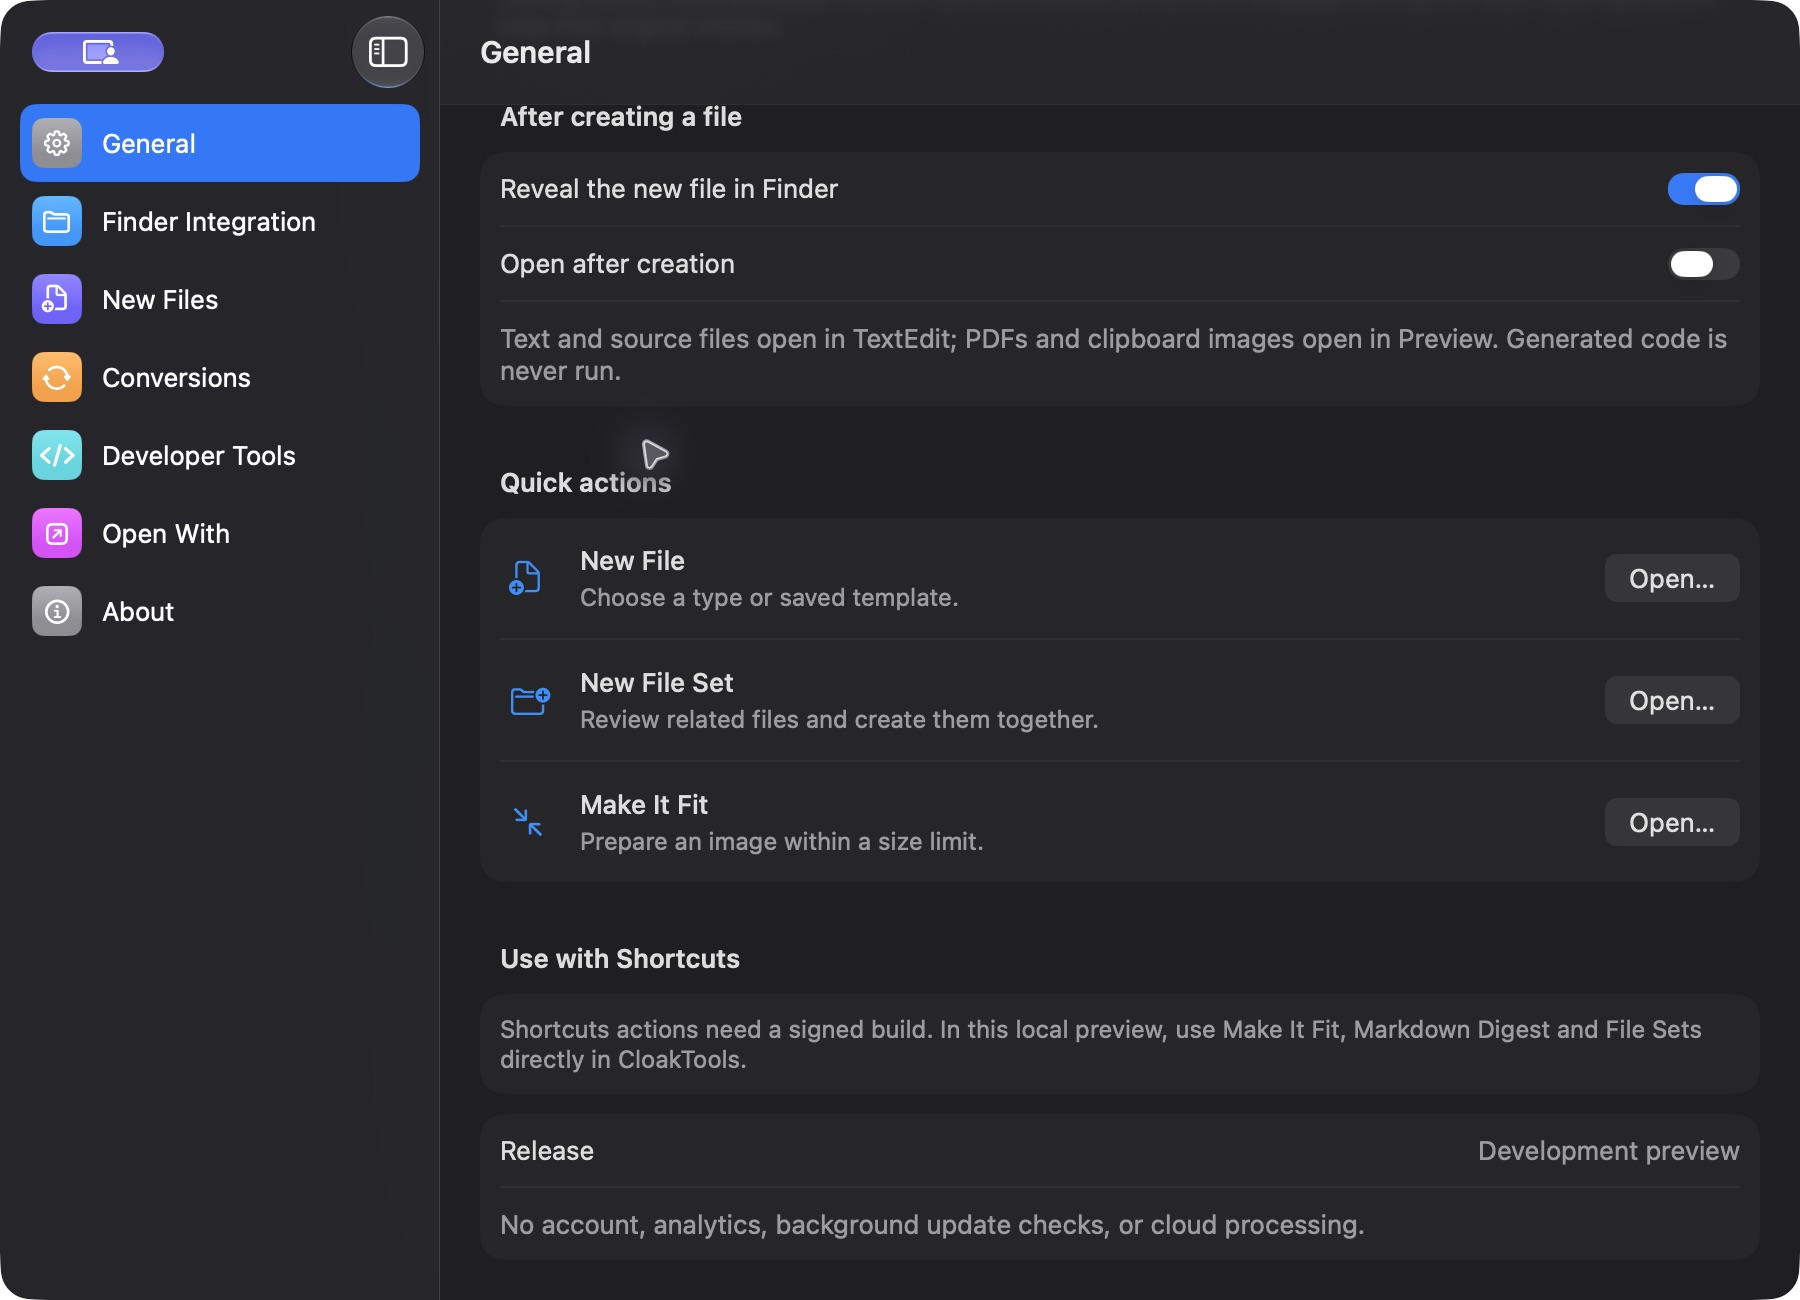 General
General
After creating a file
Reveal the new file in Finder
Finder Integration
Open after creation
New Files
Text and source files open in TextEdit; PDFs and clipboard images open in Preview. Generated code is
never run.
Conversions
Developer Tools
Quick actions
Open With
New File
Choose a type or saved template.
Open...
About
New File Set
Review related files and create them together.
Open...
Make It Fit
Prepare an image within a size limit.
Open...
Use with Shortcuts
Shortcuts actions need a signed build. In this local preview, use Make It Fit, Markdown Digest and File Sets
directly in CloakTools.
Release
Development preview
No account, analytics, background update checks, or cloud processing.